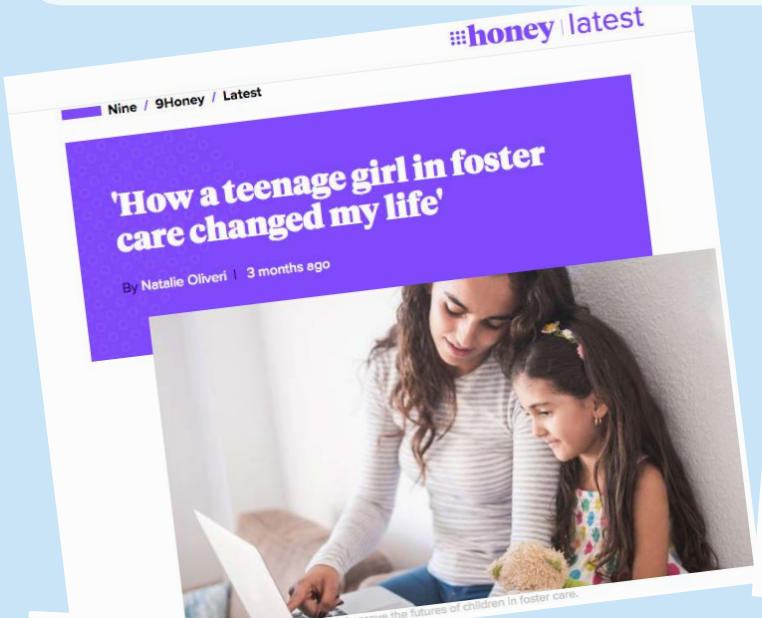 honey | latest
Nine / 9Honey / Latest
'How a teenage girl in foster
care changed my life'
By Natalie Oliveri | 3 months ago
the futures of children in foster care.